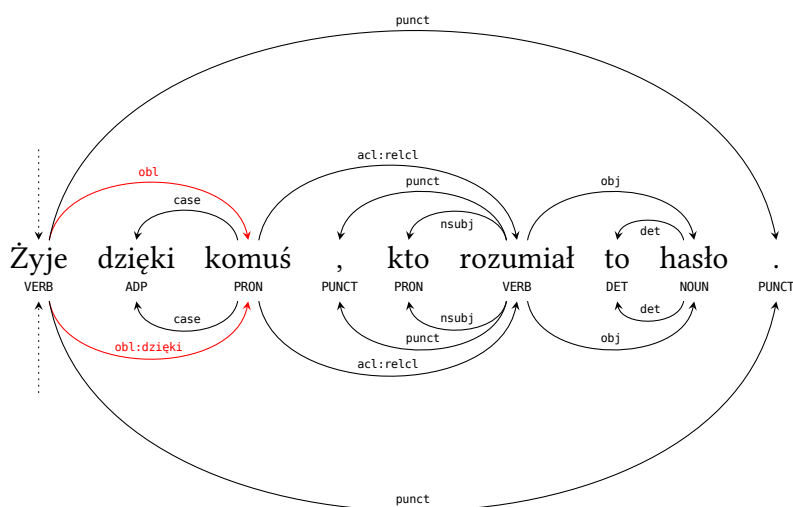 punct
acl:relcl
obl punct obj
case
nsubj det
Żyje dzięki komuś , kto rozumiał to hasło .
VERB ADP PRON PUNCT PRON VERB DET NOUN PUNCT
case nsubj det
obl:dzięki punct obj
acl:relcl
punct